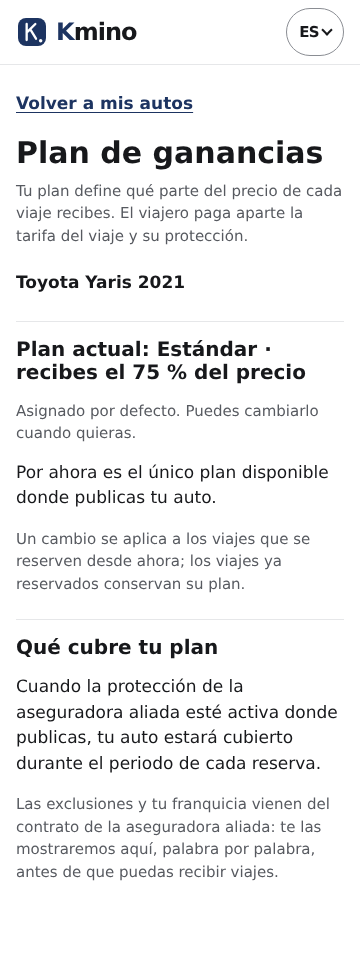 Kmino
ES
Volver a mis autos
Plan de ganancias
Tu plan define qué parte del precio de cada
viaje recibes. El viajero paga aparte la
tarifa del viaje y su protección.
Toyota Yaris 2021
Plan actual: Estándar ·
recibes el 75 % del precio
Asignado por defecto. Puedes cambiarlo
cuando quieras.
Por ahora es el único plan disponible
donde publicas tu auto.
Un cambio se aplica a los viajes que se
reserven desde ahora; los viajes ya
reservados conservan su plan.
Qué cubre tu plan
Cuando la protección de la
aseguradora aliada esté activa donde
publicas, tu auto estará cubierto
durante el periodo de cada reserva.
Las exclusiones y tu franquicia vienen del
contrato de la aseguradora aliada: te las
mostraremos aquí, palabra por palabra,
antes de que puedas recibir viajes.